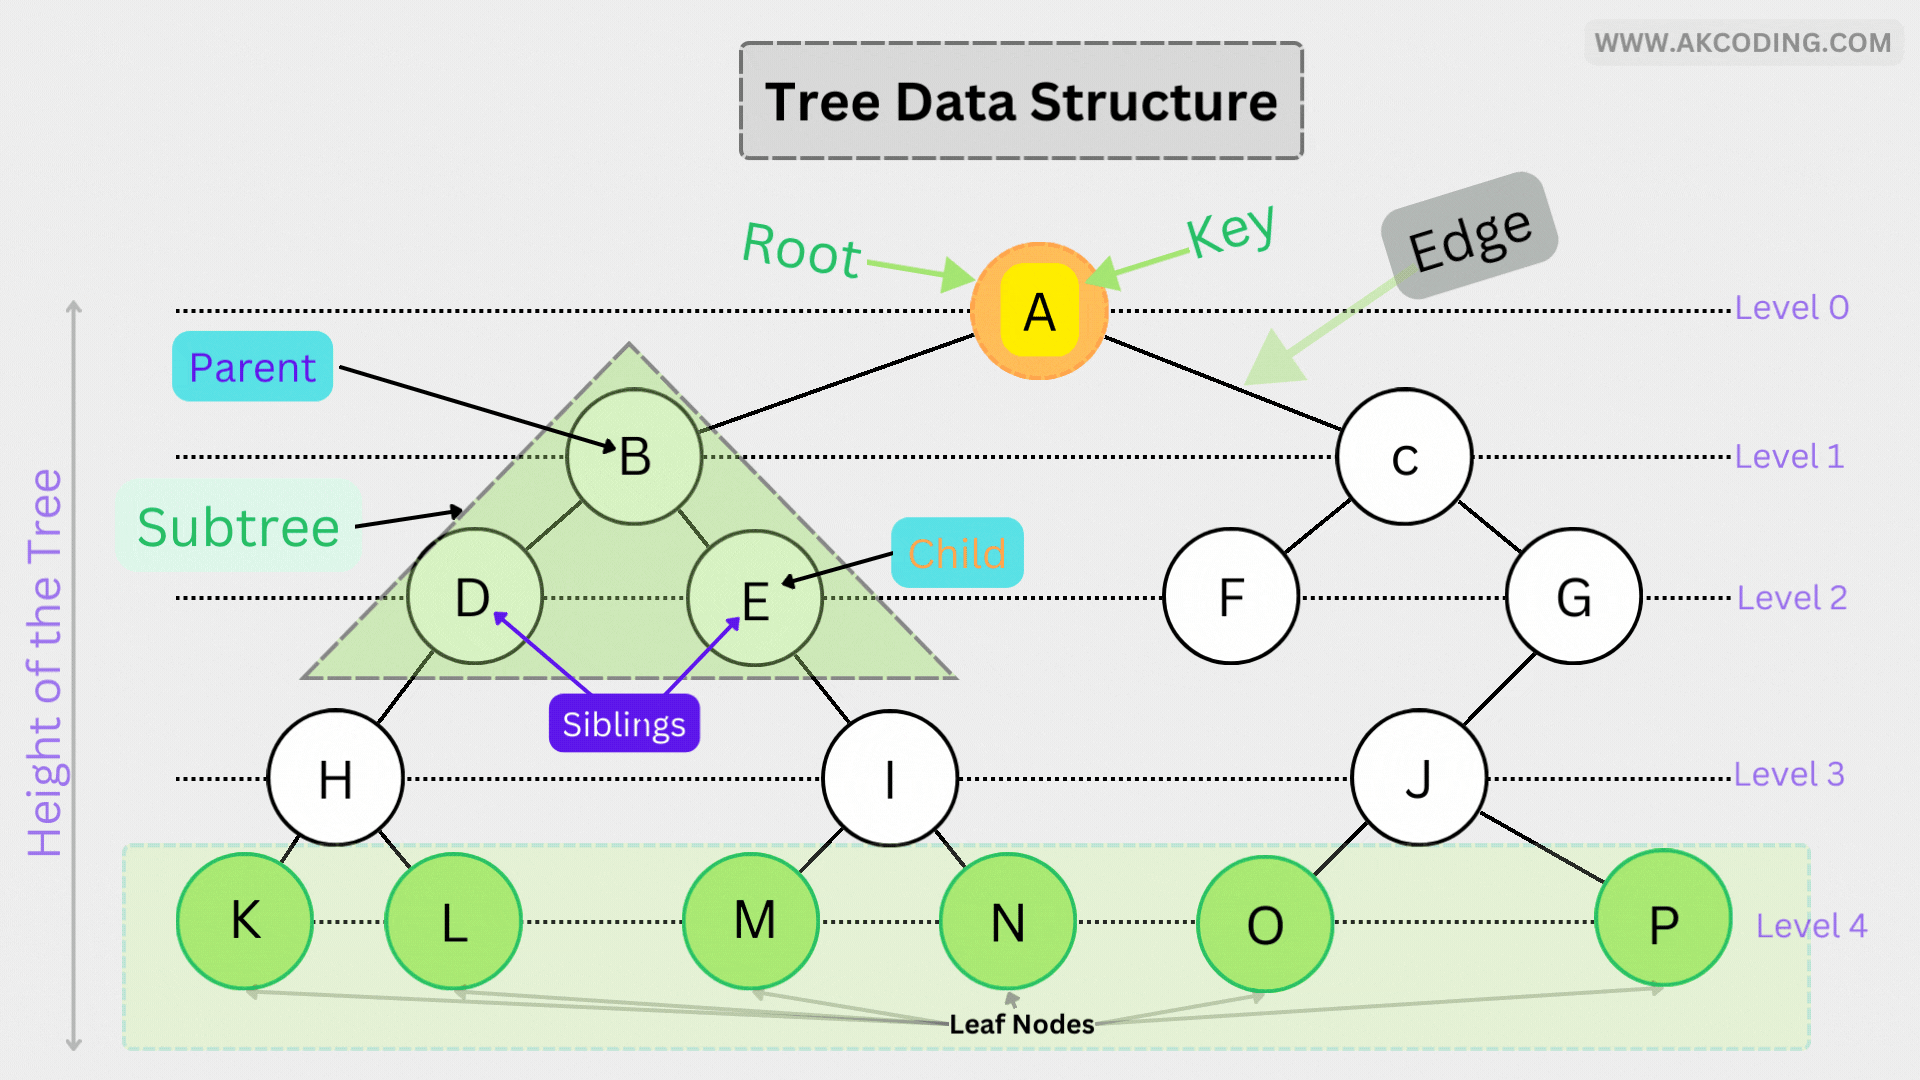 WWW.AKCODING.COM
Tree Data Structure
Root
Key
Edge
A
Level 0
Parent
B
c
Level 1
Subtree
Child
D
E
F
G
Level 2
Height of the Tree
Siblings
H
I
J
Level 3
K
L
M
N
O
P
Level 4
Leaf Nodes